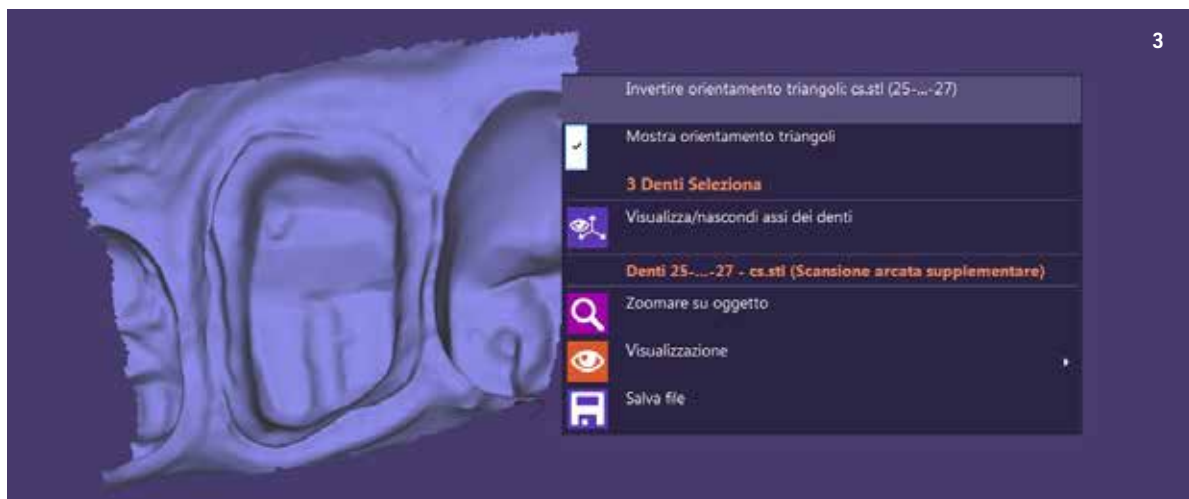 3
Invertire orientamento triangoli: cs.stl (25-...-27)
Mostra orientamento triangoli
3 Denti Seleziona
Visualizza/nascondi assi dei denti
Denti 25-...-27 - cs.stl (Scansione arcata supplementare)
Zoomare su oggetto
Visualizzazione
Salva file